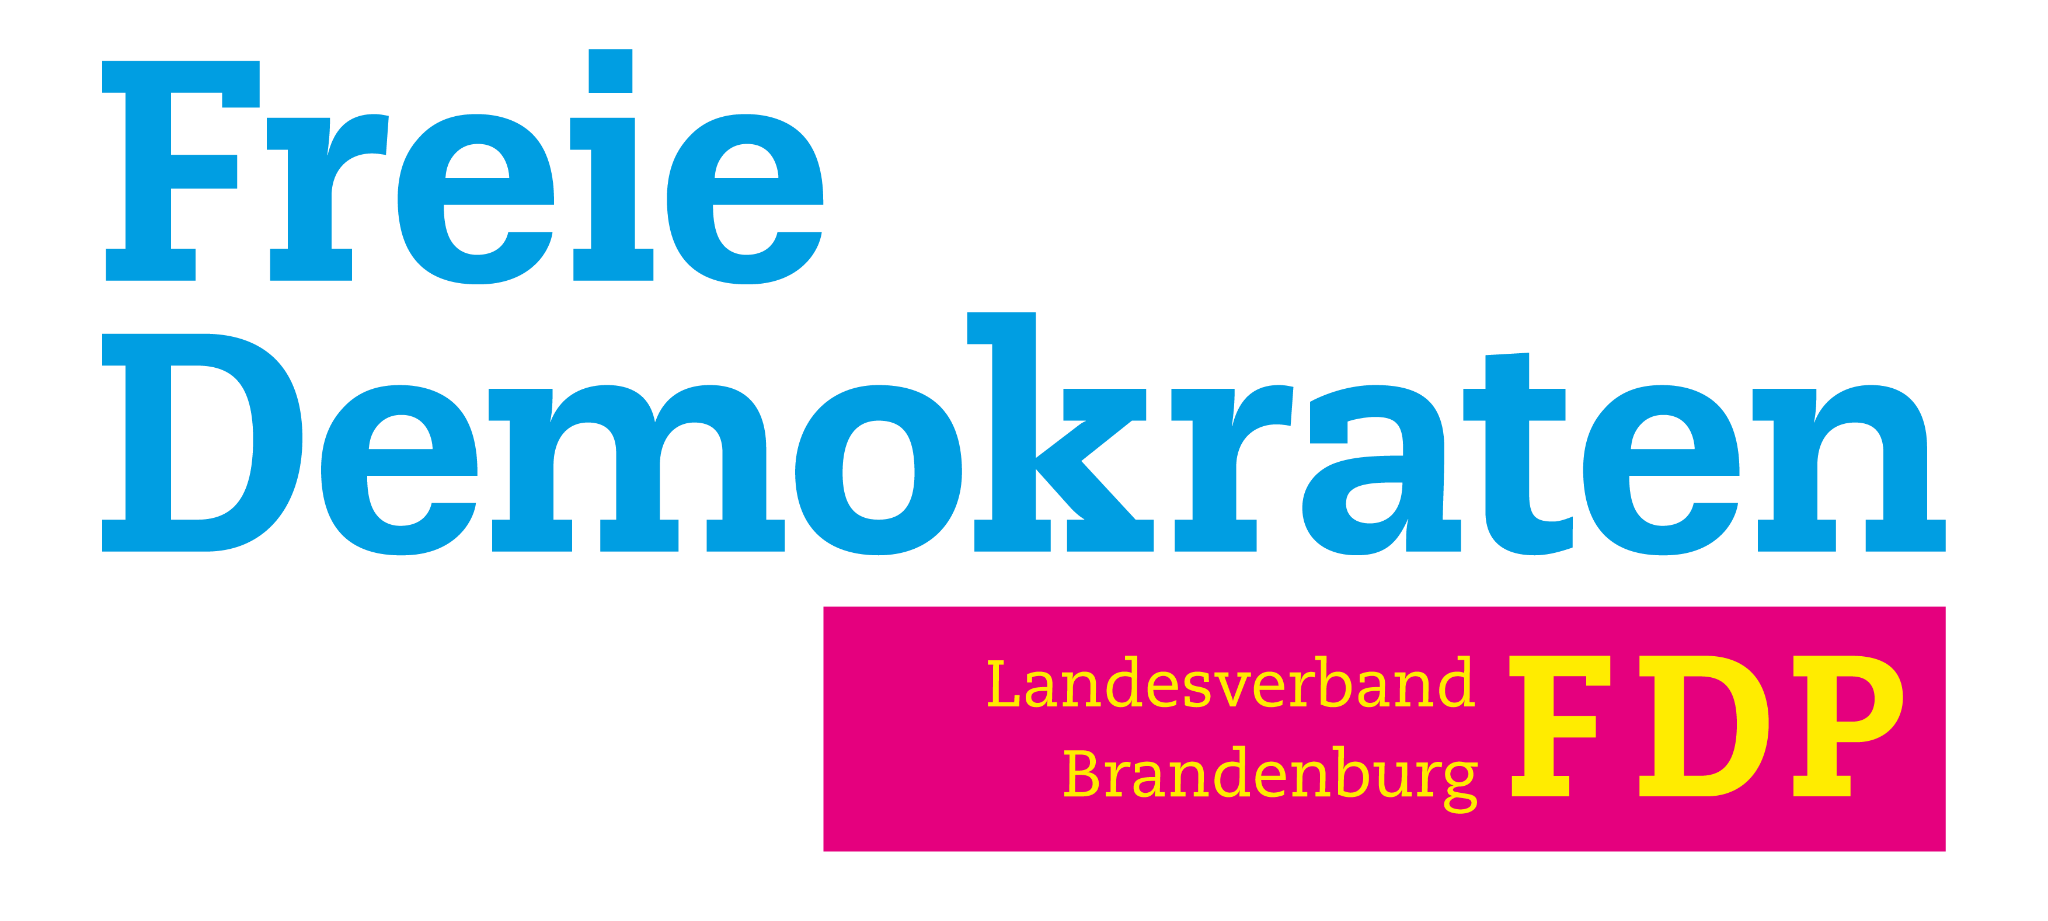 Freie
Demokraten
Landesverband
Brandenburg
FDP